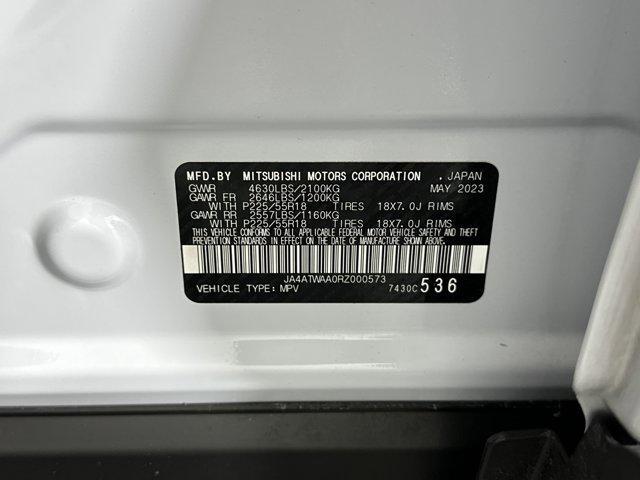 MFD.BY MITSUBISHI MOTORS CORPORATION . JAPAN
GVWR 4630LBS/2100KG MAY 2023
GAWR FR 2646LBS/1200KG
WITH P225/55R18 TIRES 18X7.0J RIMS
GAWR RR 2557LBS/1160KG
WITH P225/55R18 TIRES 18X7.0J RIMS
THIS VEHICLE CONFORMS TO ALL APPLICABLE FEDERAL MOTOR VEHICLE SAFETY AND THEFT
PREVENTION STANDARDS IN EFFECT ON THE DATE OF MANUFACTURE SHOWN ABOVE.
JA4ATWAA0RZ000573
VEHICLE TYPE: MPV 7430C 536